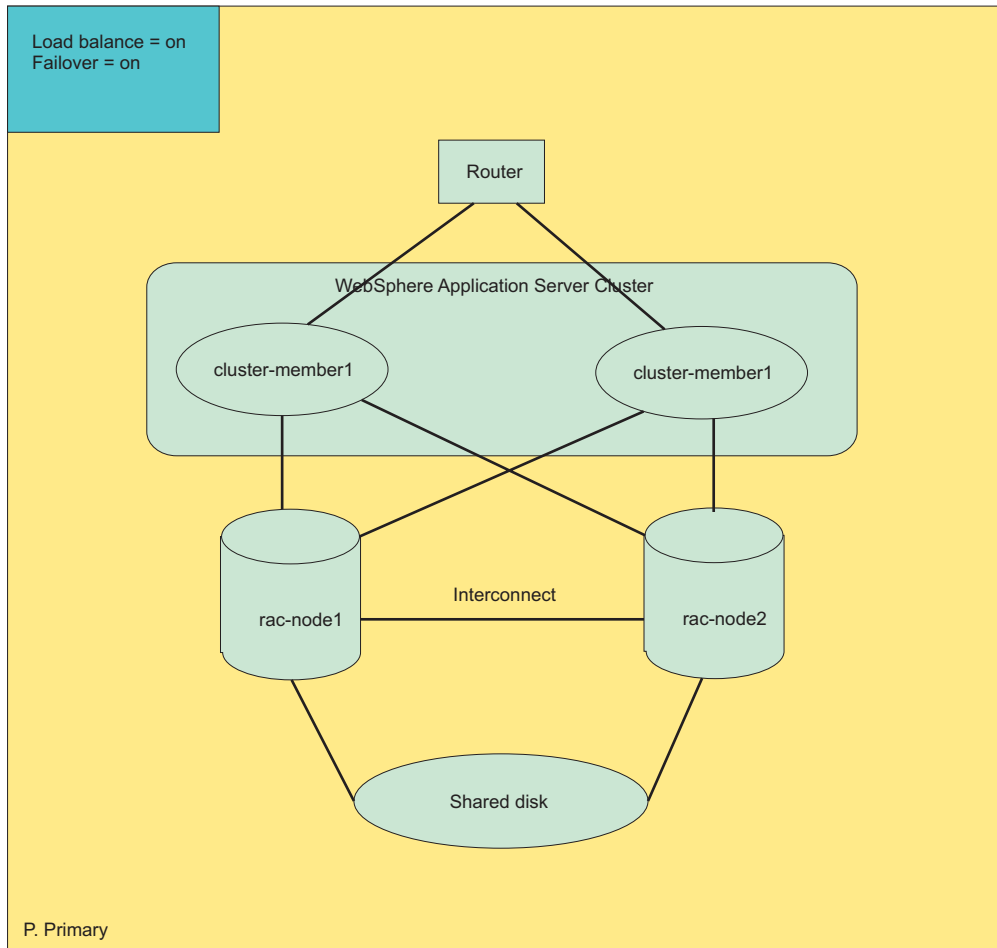 Load balance = on
Failover = on
Router
WebSphere Application Server Cluster
cluster-member1
cluster-member1
Interconnect
rac-node1
rac-node2
Shared disk
P. Primary